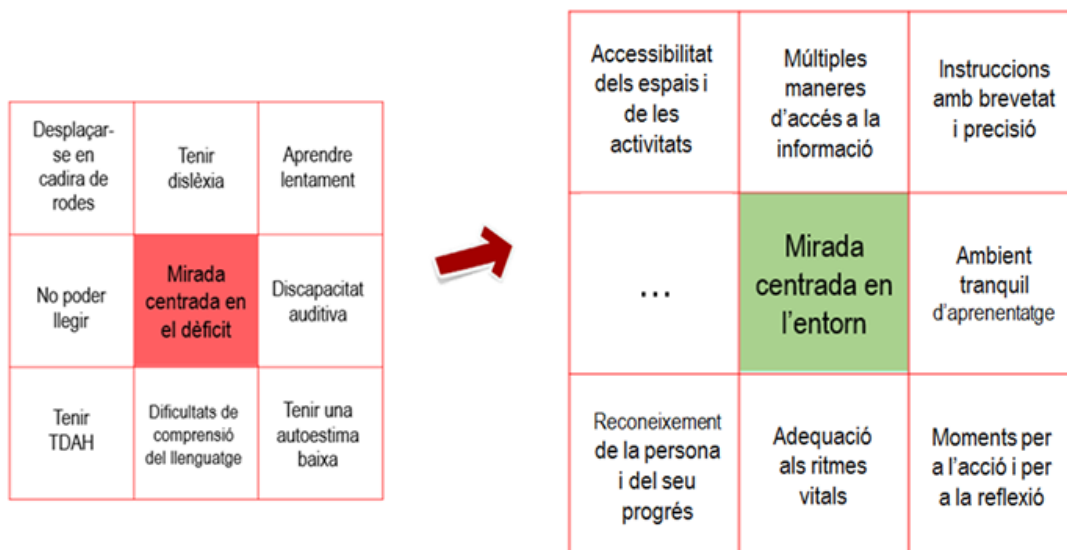 Desplaçar-
se en
cadira de
rodes
Tenir
dislèxia
Aprendre
lentament
No poder
llegir
Mirada
centrada en
el dèficit
Discapacitat
auditiva
Tenir
TDAH
Dificultats de
comprensió
del llenguatge
Tenir una
autoestima
baixa
Accessibilitat
dels espais i
de les
activitats
Múltiples
maneres
d’accés a la
informació
Instruccions
amb brevetat
i precisió
...
Mirada
centrada en
l’entorn
Ambient
tranquil
d’aprenentatge
Reconeixement
de la persona
i del seu
progrés
Adequació
als ritmes
vitals
Moments per
a l’acció i per
a la reflexió